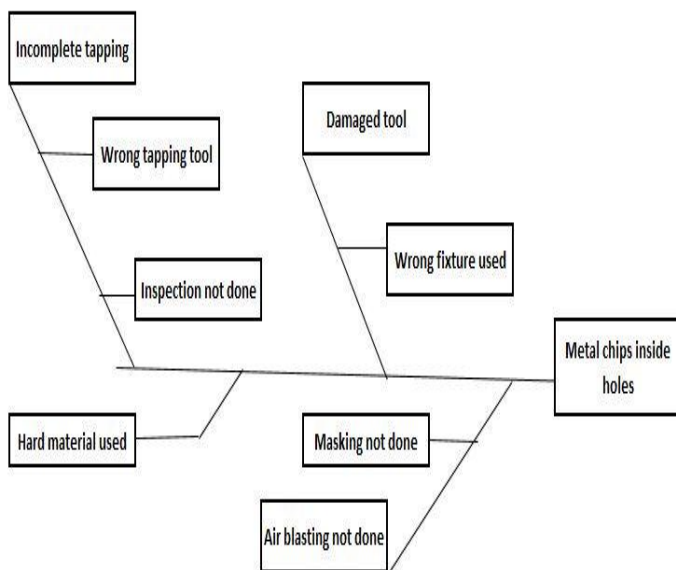 Incomplete tapping
Damaged tool
Wrong tapping tool
Wrong fixture used
Inspection not done
Metal chips inside
holes
Hard material used
Masking not done
Air blasting not done